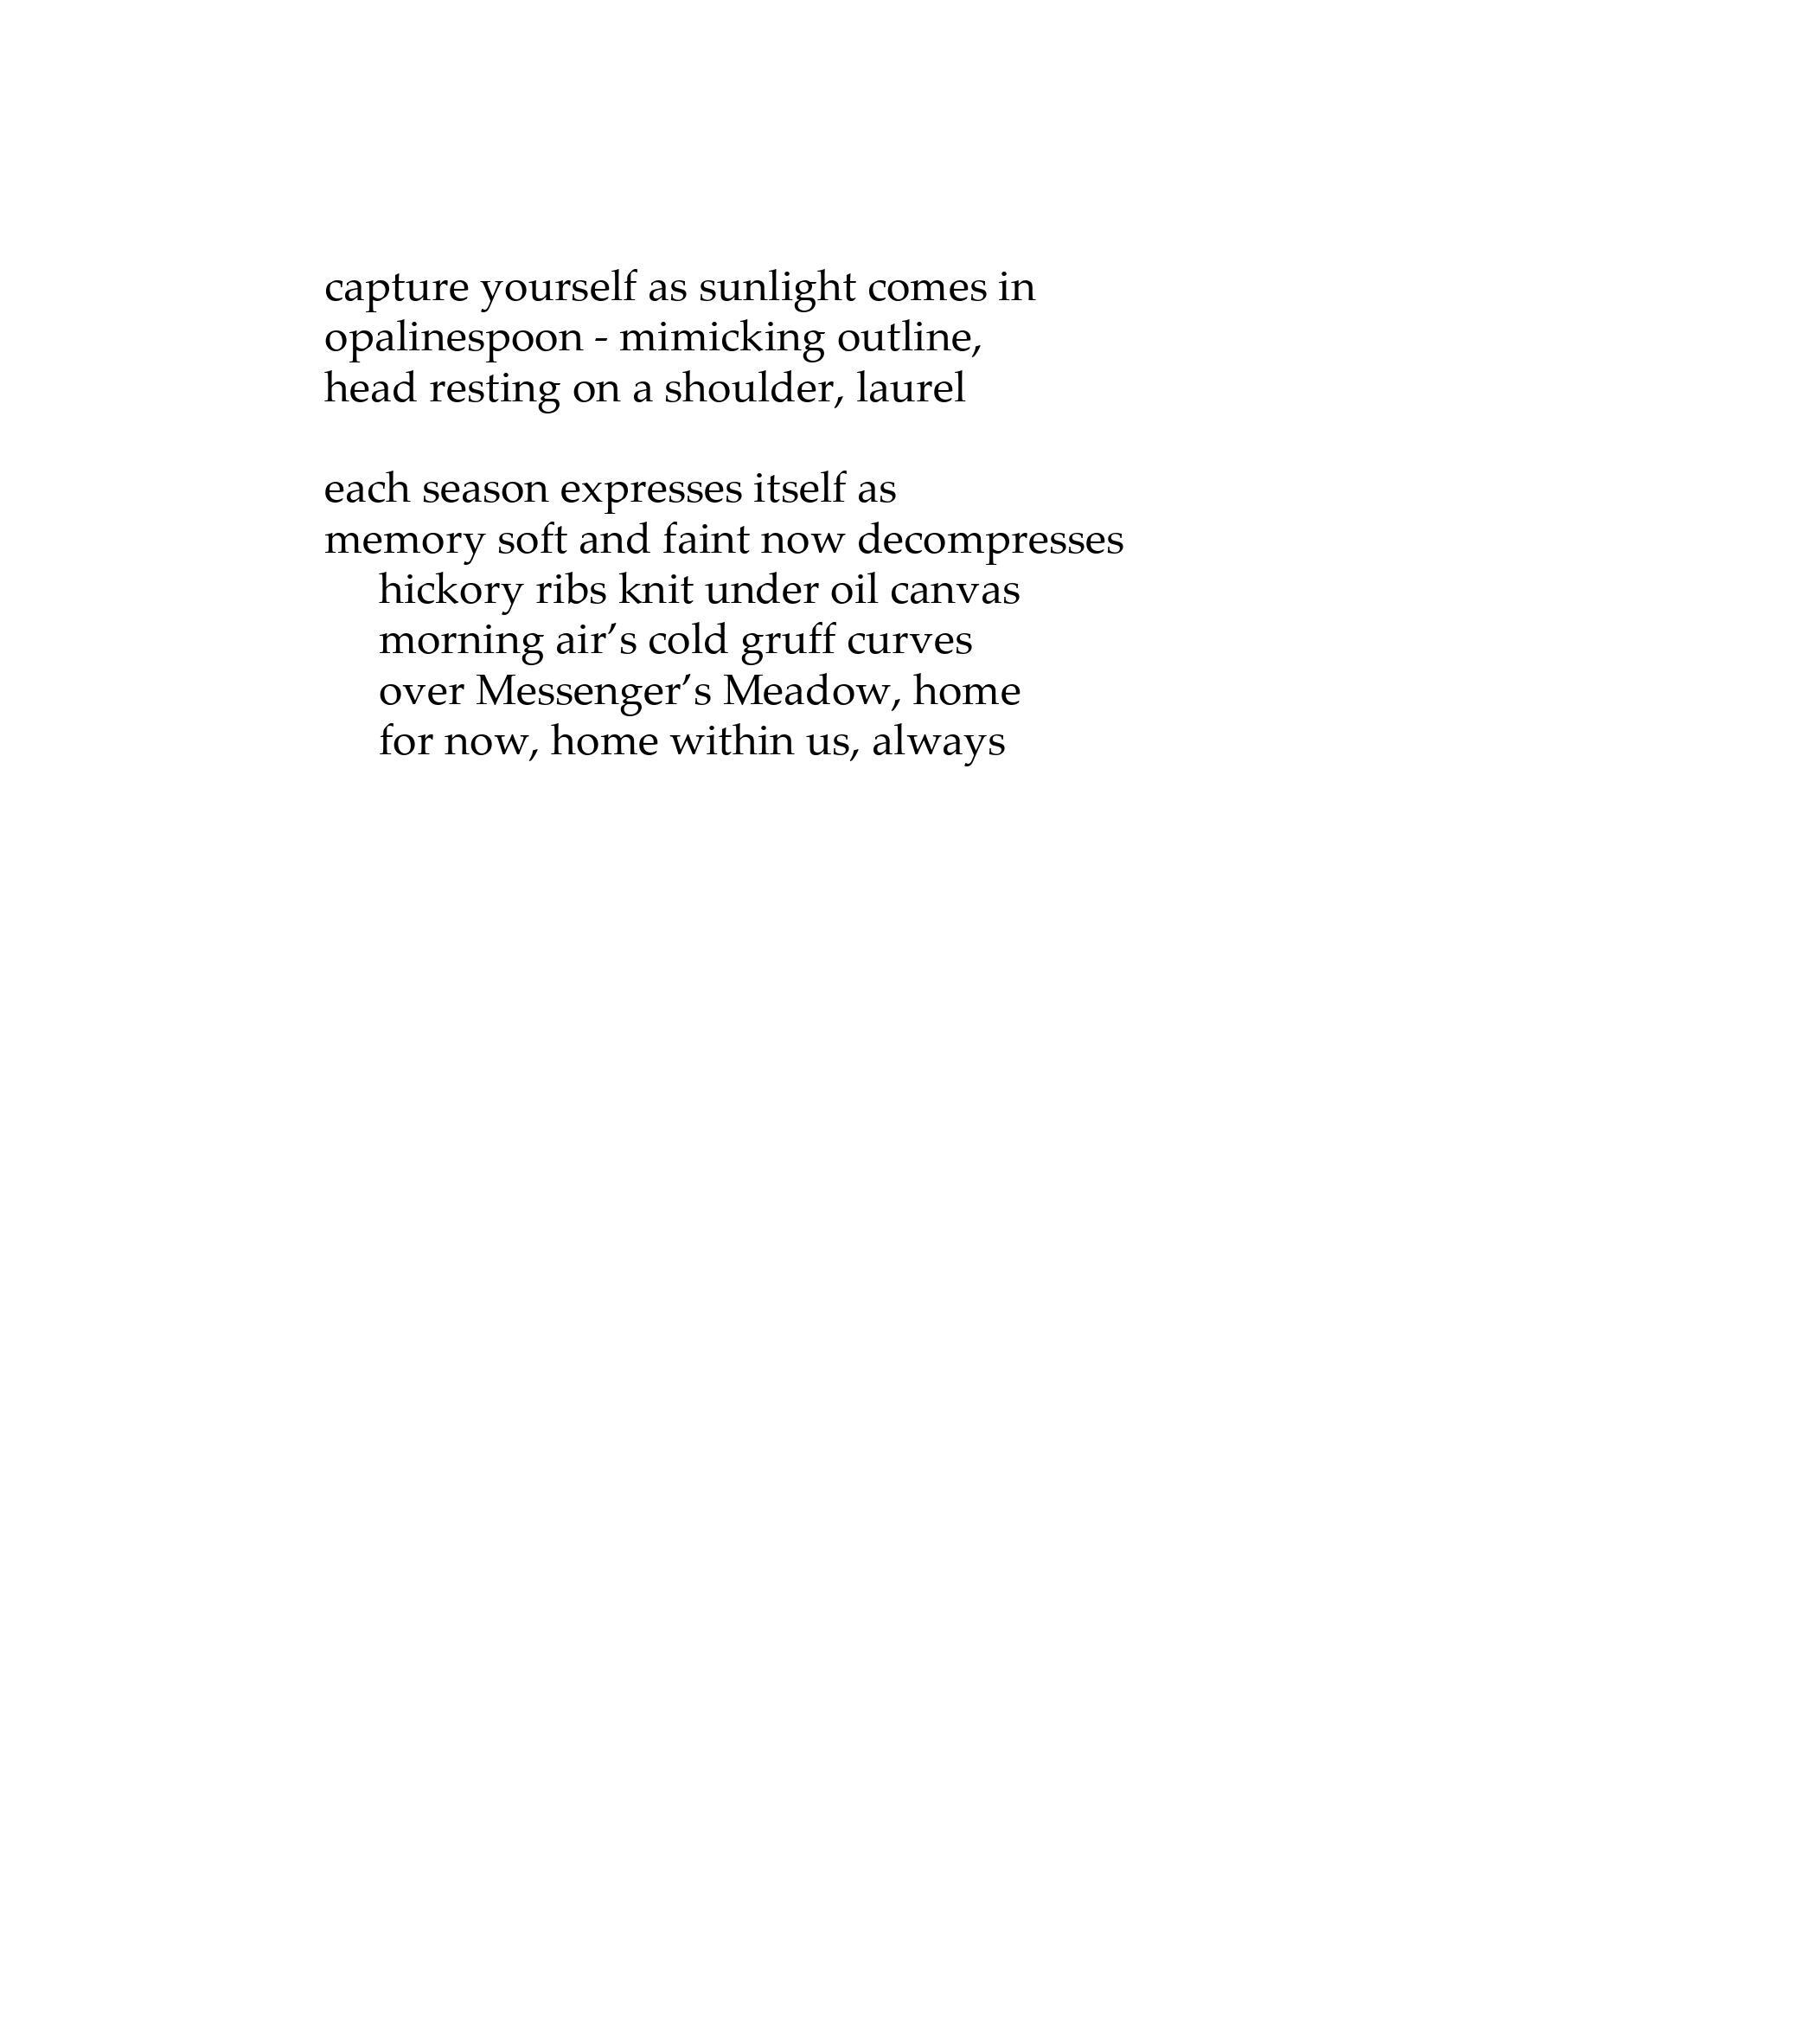 capture yourself as sunlight comes in
opalinespoon - mimicking outline,
head resting on a shoulder, laurel

each season expresses itself as
memory soft and faint now decompresses
hickory ribs knit under oil canvas
morning air’s cold gruff curves
over Messenger’s Meadow, home
for now, home within us, always